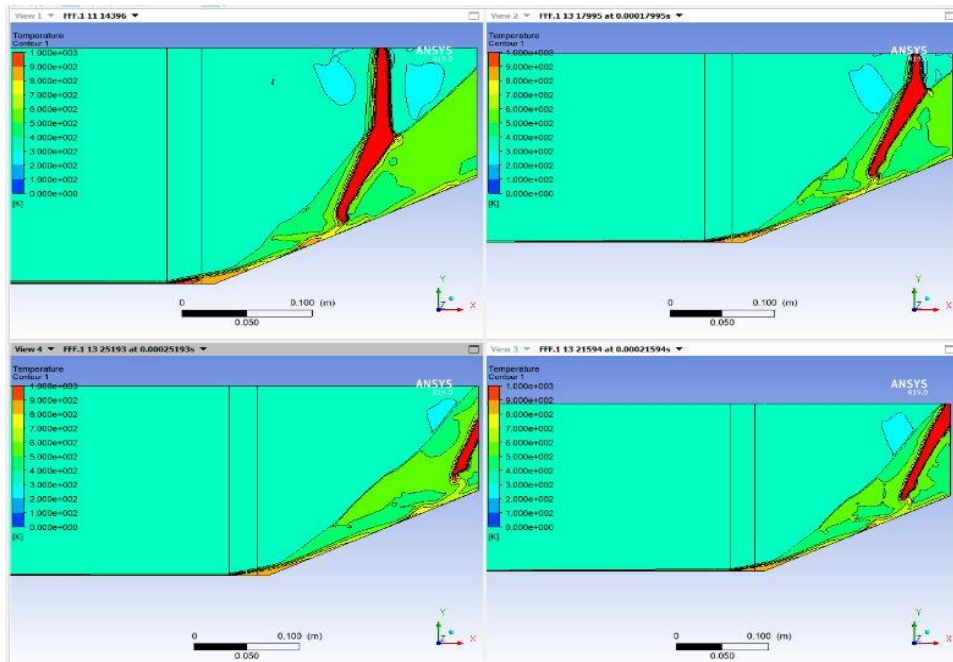 View 1 FFF.1 11 14396
Temperature
Contour 1
1.000e+003
9.000e+002
8.000e+002
7.000e+002
6.000e+002
5.000e+002
4.000e+002
3.000e+002
2.000e+002
1.000e+002
0.000e+000
[K]
ANSYS
R19.0
0 0.100 (m)
0.050
Y
Z X
View 2 FFF.1 13 17995 at 0.00017995s
Temperature
Contour 1
1.000e+003
9.000e+002
8.000e+002
7.000e+002
6.000e+002
5.000e+002
4.000e+002
3.000e+002
2.000e+002
1.000e+002
0.000e+000
[K]
ANSYS
R19.0
0 0.100 (m)
0.050
Y
Z X
View 4 FFF.1 13 25193 at 0.00025193s
Temperature
Contour 1
1.000e+003
9.000e+002
8.000e+002
7.000e+002
6.000e+002
5.000e+002
4.000e+002
3.000e+002
2.000e+002
1.000e+002
0.000e+000
[K]
ANSYS
R19.0
0 0.100 (m)
0.050
Y
Z X
View 3 FFF.1 13 21594 at 0.00021594s
Temperature
Contour 1
1.000e+003
9.000e+002
8.000e+002
7.000e+002
6.000e+002
5.000e+002
4.000e+002
3.000e+002
2.000e+002
1.000e+002
0.000e+000
[K]
ANSYS
R19.0
0 0.100 (m)
0.050
Y
Z X